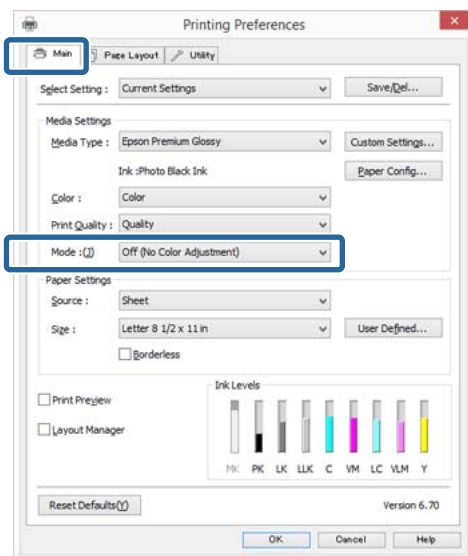 Printing Preferences
Main Page Layout Utility
Select Setting : Current Settings Save/Del...
Media Settings
Media Type : Epson Premium Glossy Custom Settings...
Ink :Photo Black Ink Paper Config...
Color : Color
Print Quality : Quality
Mode :(J) Off (No Color Adjustment)
Paper Settings
Source : Sheet
Size : Letter 8 1/2 x 11 in User Defined...
Borderless
Ink Levels
Print Preview
Layout Manager
MK PK LK LLK C VM LC VLM Y
Reset Defaults(Y) Version 6.70
OK Cancel Help